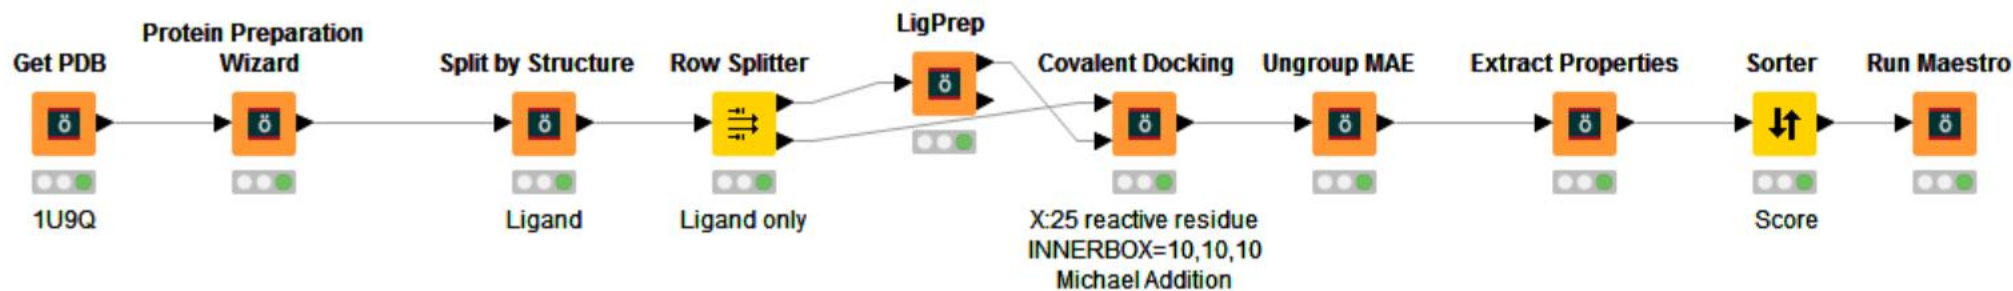 Get PDB
1U9Q
Protein Preparation
Wizard
Split by Structure
Ligand
Row Splitter
Ligand only
LigPrep
Covalent Docking
X:25 reactive residue
INNERBOX=10,10,10
Michael Addition
Ungroup MAE
Extract Properties
Sorter
Score
Run Maestro